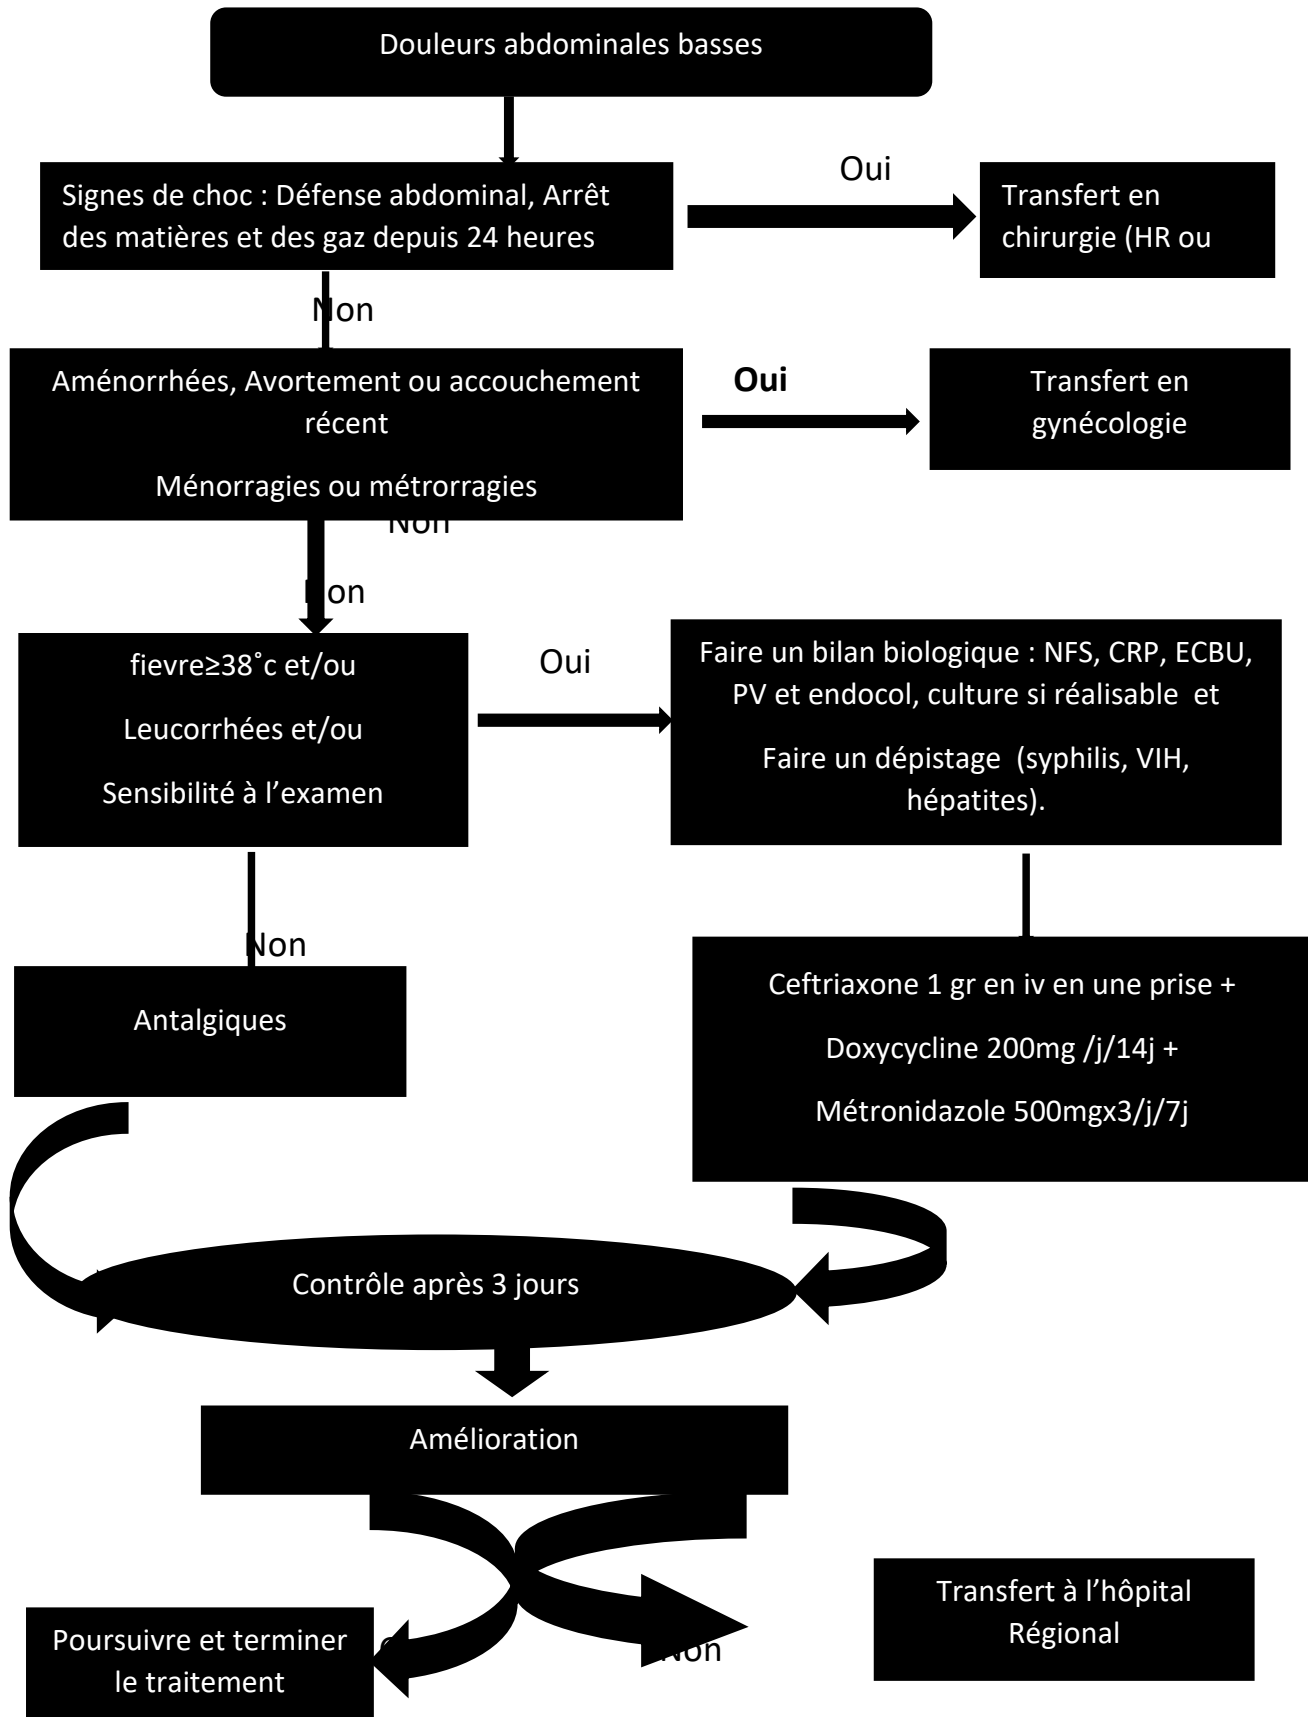 Douleurs abdominales basses
Oui
Signes de choc : Défense abdominal, Arrêt
des matières et des gaz depuis 24 heures
Transfert en
chirurgie (HR ou
Non
Aménorrhées, Avortement ou accouchement
récent
Ménorragies ou métrorragies
Oui
Transfert en
gynécologie
Non
Non
fievre≥38˚c et/ou
Leucorrhées et/ou
Sensibilité à l’examen
Oui
Faire un bilan biologique : NFS, CRP, ECBU,
PV et endocol, culture si réalisable et
Faire un dépistage (syphilis, VIH,
hépatites).
Non
Antalgiques
Ceftriaxone 1 gr en iv en une prise +
Doxycycline 200mg /j/14j +
Métronidazole 500mgx3/j/7j
Contrôle après 3 jours
Amélioration
Transfert à l’hôpital
Régional
Non
Poursuivre et terminer
le traitement